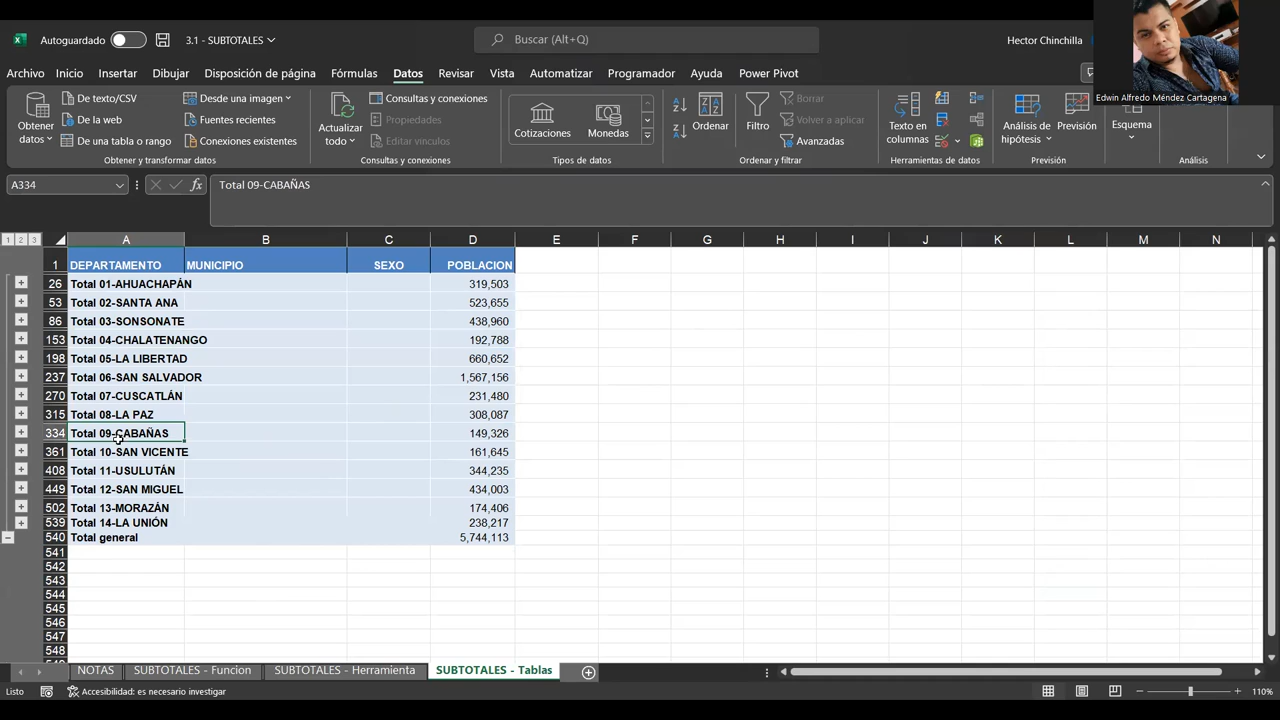 Autoguardado
3.1 - SUBTOTALES
Buscar (Alt+Q)
Hector Chinchilla
Edwin Alfredo Méndez Cartagena
Archivo Inicio Insertar Dibujar Disposición de página Fórmulas Datos Revisar Vista Automatizar Programador Ayuda Power Pivot
Obtener datos
De texto/CSV
De la web
De una tabla o rango
Desde una imagen
Fuentes recientes
Conexiones existentes
Obtener y transformar datos
Actualizar todo
Consultas y conexiones
Propiedades
Editar vínculos
Consultas y conexiones
Cotizaciones
Monedas
Tipos de datos
Ordenar
Filtro
Borrar
Volver a aplicar
Avanzadas
Ordenar y filtrar
Texto en columnas
Herramientas de datos
Análisis de hipótesis
Previsión
Previsión
Esquema
Análisis
A334
fx
Total 09-CABAÑAS
1 2 3
A B C D E F G H I J K L M N
1 DEPARTAMENTO MUNICIPIO SEXO POBLACION
26 Total 01-AHUACHAPÁN 319,503
53 Total 02-SANTA ANA 523,655
86 Total 03-SONSONATE 438,960
153 Total 04-CHALATENANGO 192,788
198 Total 05-LA LIBERTAD 660,652
237 Total 06-SAN SALVADOR 1,567,156
270 Total 07-CUSCATLÁN 231,480
315 Total 08-LA PAZ 308,087
334 Total 09-CABAÑAS 149,326
361 Total 10-SAN VICENTE 161,645
408 Total 11-USULUTÁN 344,235
449 Total 12-SAN MIGUEL 434,003
502 Total 13-MORAZÁN 174,406
539 Total 14-LA UNIÓN 238,217
540 Total general 5,744,113
541
542
543
544
545
546
547
548
NOTAS SUBTOTALES - Funcion SUBTOTALES - Herramienta SUBTOTALES - Tablas
Listo
Accesibilidad: es necesario investigar
110%